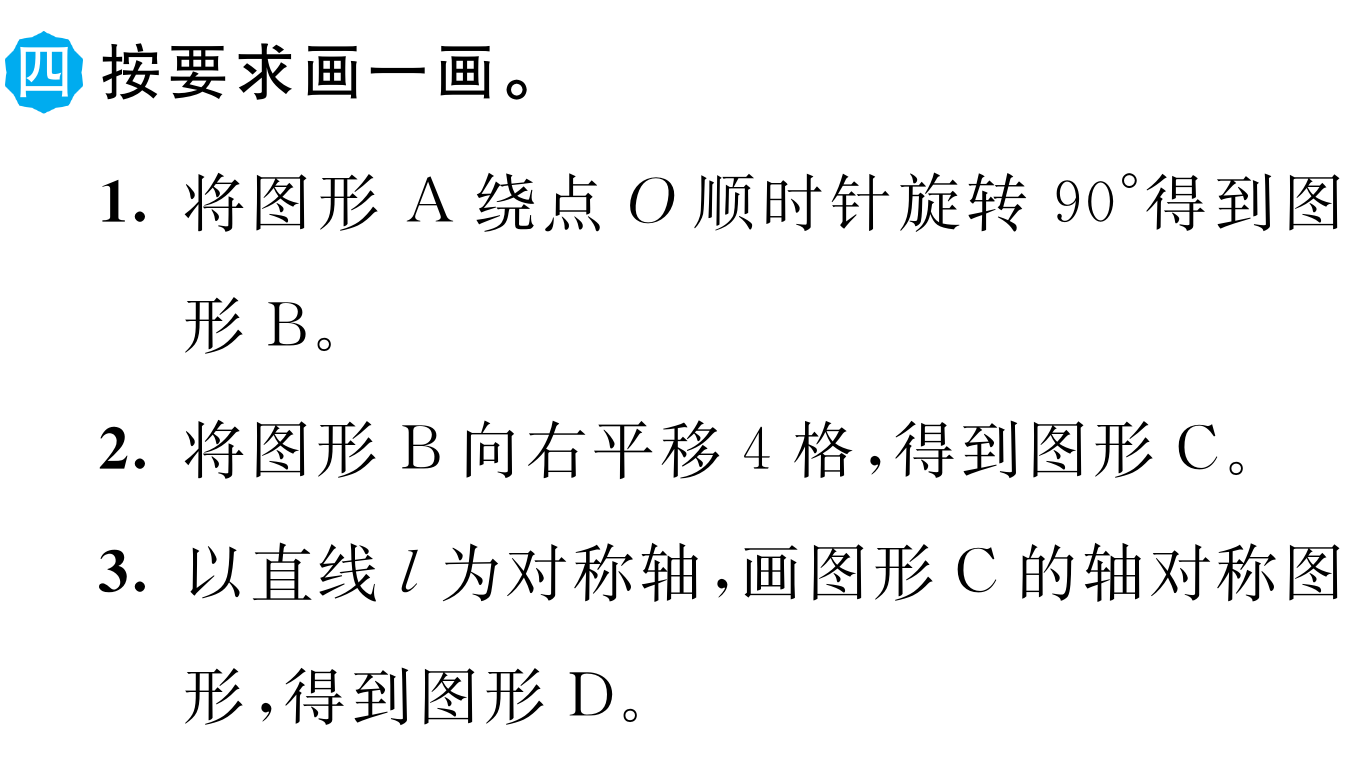 四 按要求画一画。
1. 将图形 A 绕点 O 顺时针旋转 90°得到图
形 B。
2. 将图形 B 向右平移 4 格,得到图形 C。
3. 以直线 l 为对称轴,画图形 C 的轴对称图
形,得到图形 D。